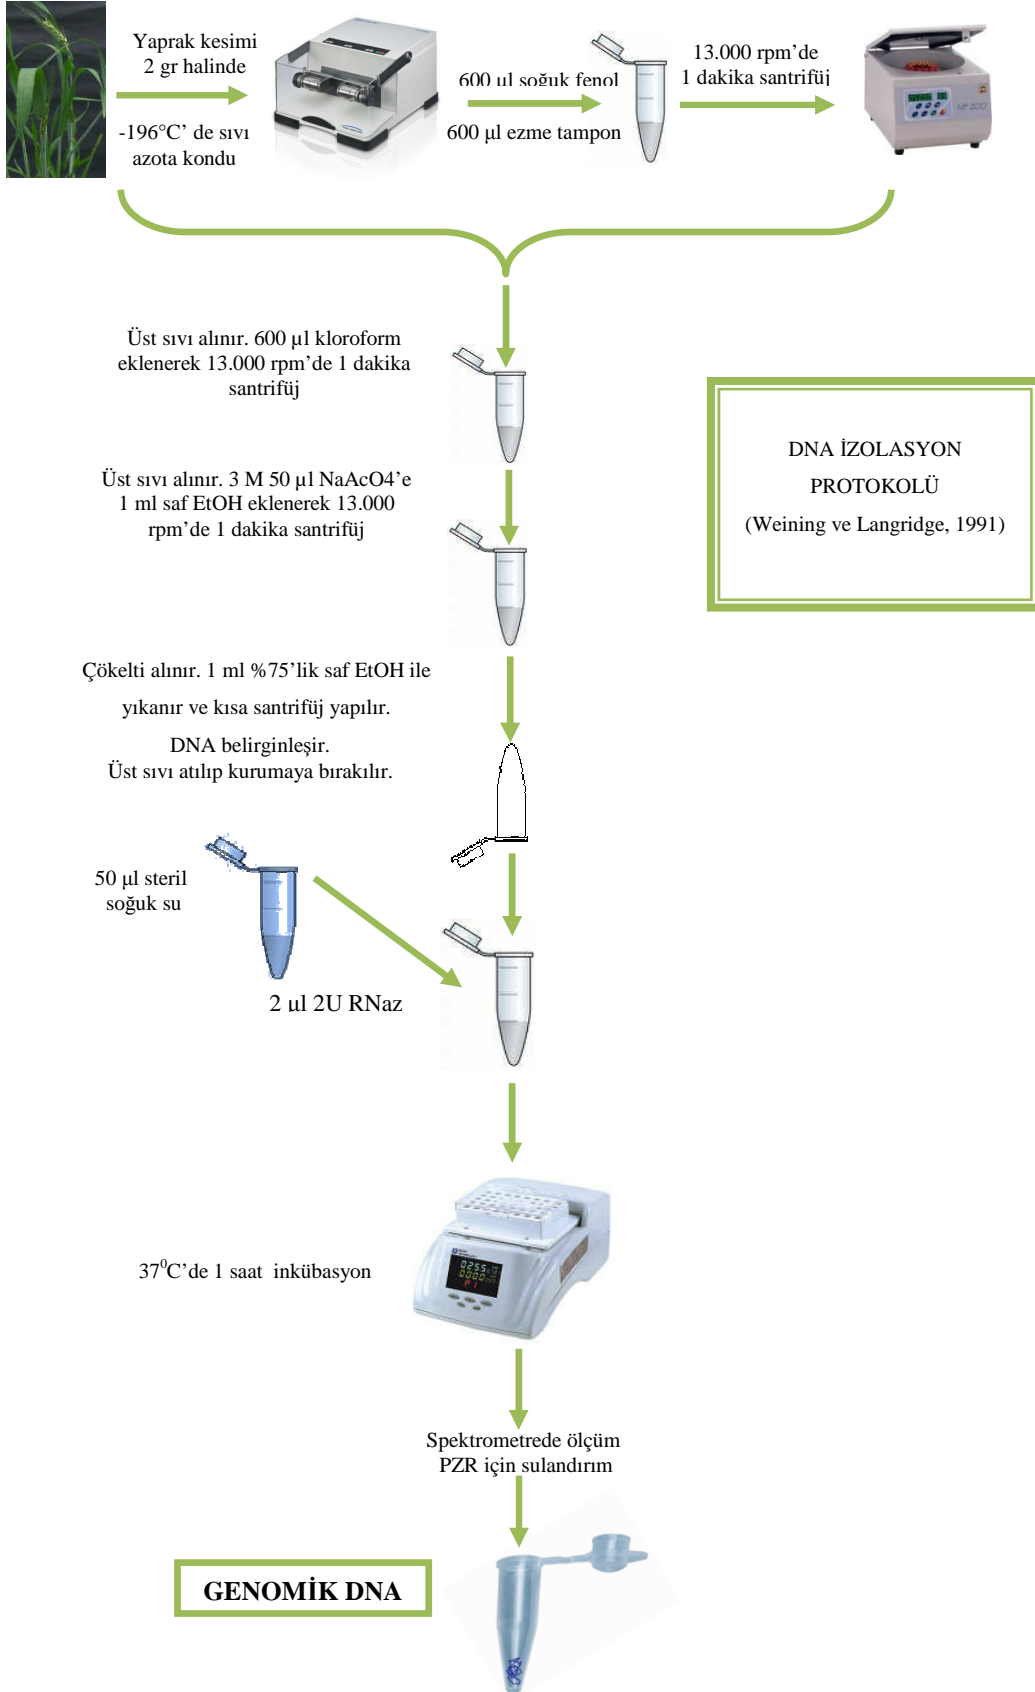 Yaprak kesimi
2 gr halinde
-196°C' de sıvı
azota kondu
600 µl soğuk fenol
600 µl ezme tampon
13.000 rpm'de
1 dakika santrifüj
Üst sıvı alınır. 600 µl kloroform
eklenerek 13.000 rpm'de 1 dakika
santrifüj
DNA İZOLASYON
PROTOKOLÜ
(Weining ve Langridge, 1991)
Üst sıvı alınır. 3 M 50 µl NaAcO4'e
1 ml saf EtOH eklenerek 13.000
rpm'de 1 dakika santrifüj
Çökelti alınır. 1 ml %75'lik saf EtOH ile
yıkanır ve kısa santrifüj yapılır.
DNA belirginleşir.
Üst sıvı atılıp kurumaya bırakılır.
50 µl steril
soğuk su
2 µl 2U RNaz
37⁰C'de 1 saat inkübasyon
Spektrometrede ölçüm
PZR için sulandırım
GENOMİK DNA